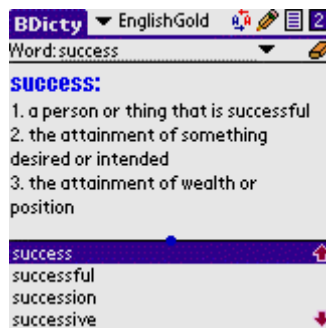 BDicty EnglishGold 2
Word: success
success:
1. a person or thing that is successful
2. the attainment of something
desired or intended
3. the attainment of wealth or
position
success
successful
succession
successive